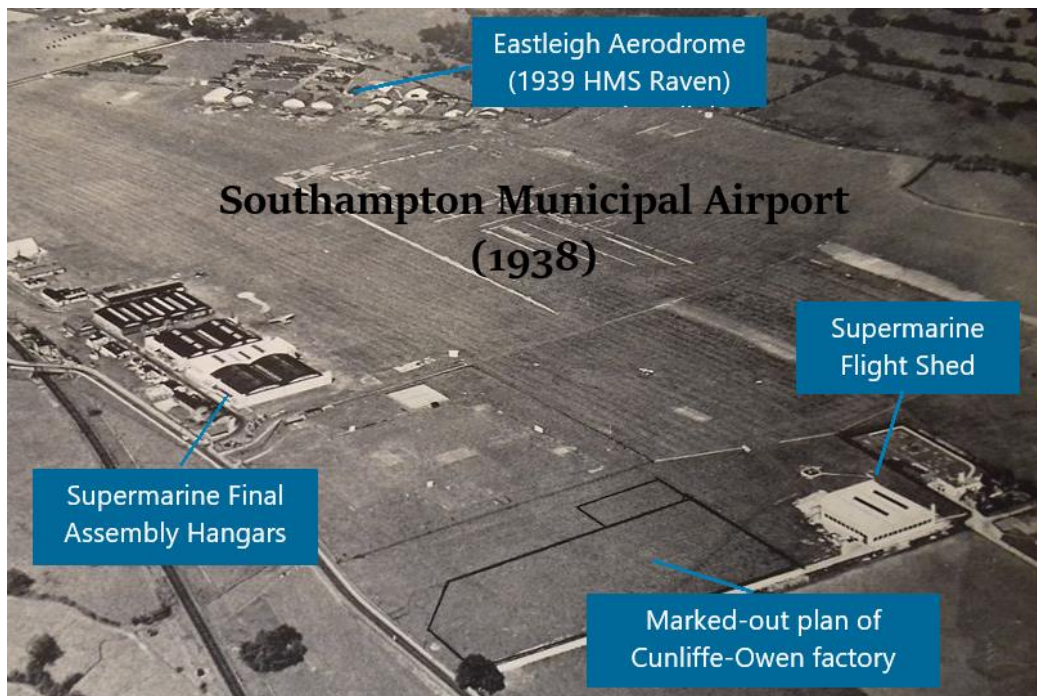 Eastleigh Aerodrome
(1939 HMS Raven)
Southampton Municipal Airport
(1938)
Supermarine
Flight Shed
Supermarine Final
Assembly Hangars
Marked-out plan of
Cunliffe-Owen factory